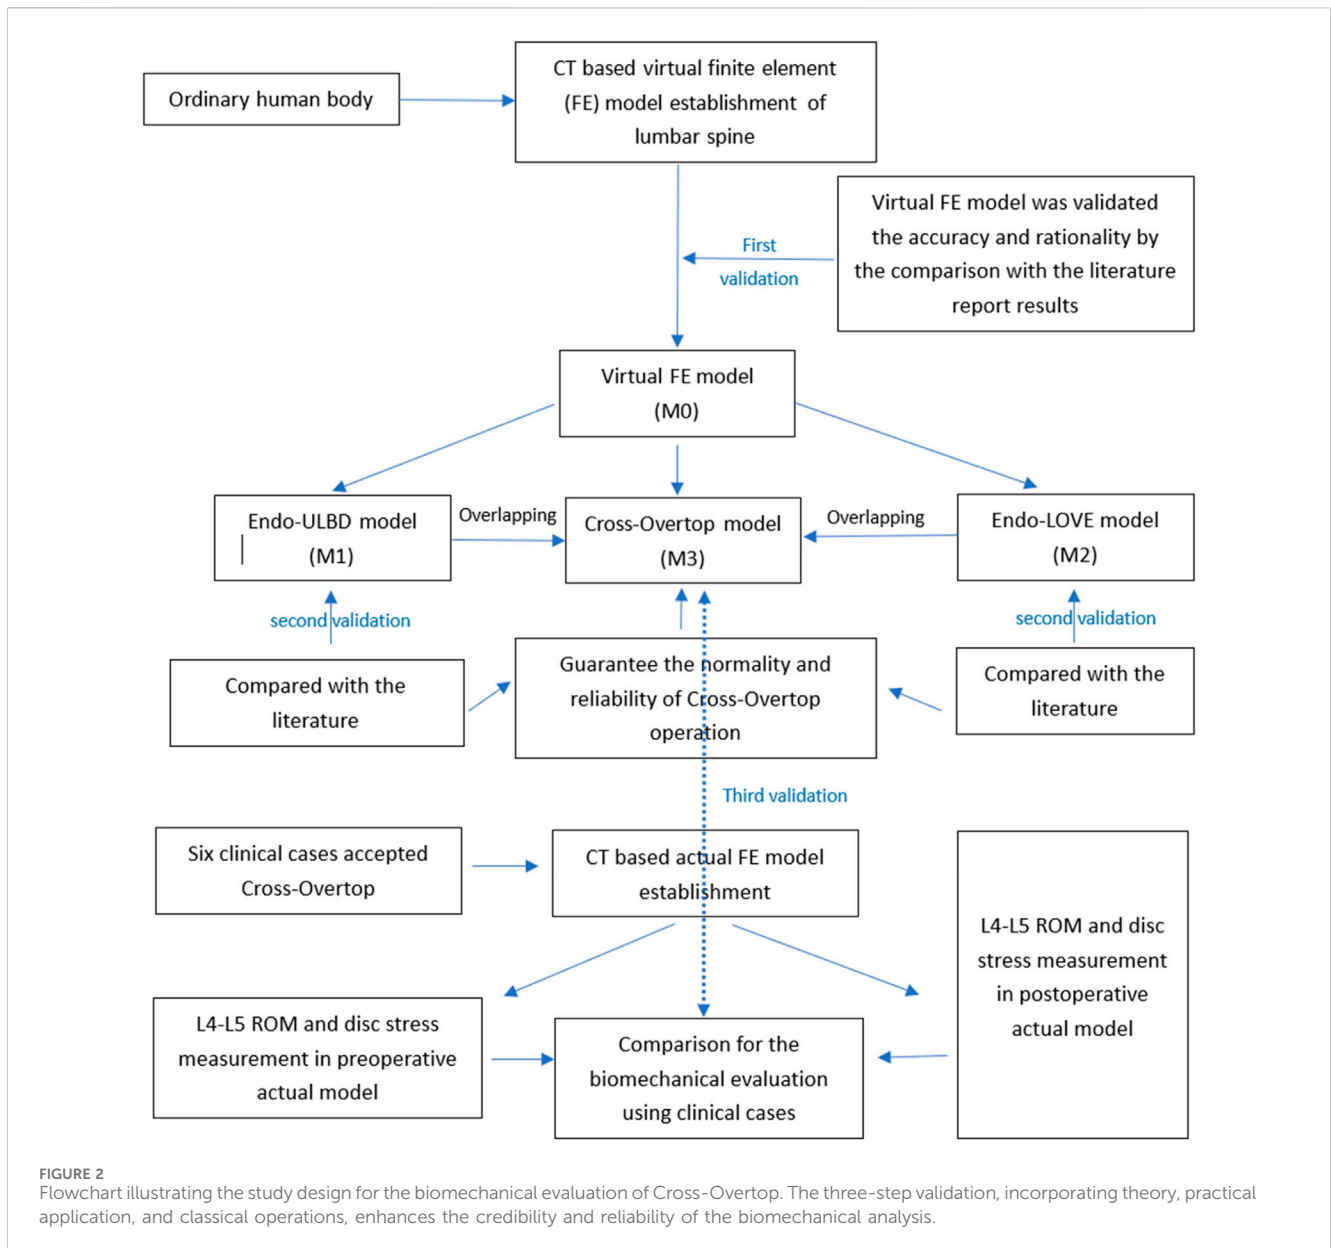 Ordinary human body
CT based virtual finite element
(FE) model establishment of
lumbar spine
Virtual FE model was validated
the accuracy and rationality by
the comparison with the literature
report results
First
validation
Virtual FE model
(M0)
Endo-ULBD model
(M1)
Overlapping
Cross-Overtop model
(M3)
Overlapping
Endo-LOVE model
(M2)
second validation
second validation
Compared with the
literature
Guarantee the normality and
reliability of Cross-Overtop
operation
Compared with the
literature
Third validation
Six clinical cases accepted
Cross-Overtop
CT based actual FE model
establishment
L4-L5 ROM and disc
stress measurement
in postoperative
actual model
L4-L5 ROM and disc stress
measurement in preoperative
actual model
Comparison for the
biomechanical evaluation
using clinical cases
FIGURE 2
Flowchart illustrating the study design for the biomechanical evaluation of Cross-Overtop. The three-step validation, incorporating theory, practical
application, and classical operations, enhances the credibility and reliability of the biomechanical analysis.